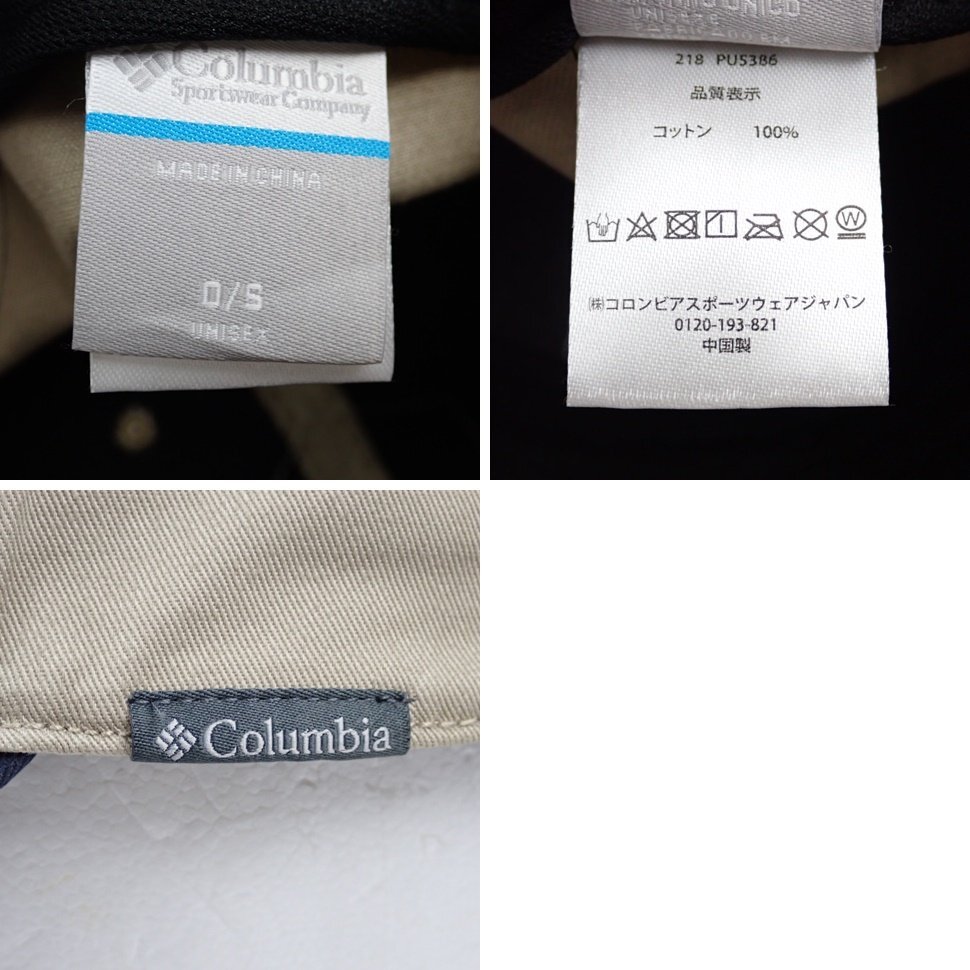 Columbia
Sportswear Company
MADE IN CHINA
O/S
UNISEX
UNISEX
218 PU5386
品質表示
コットン 100%
W
㈱コロンビアスポーツウェアジャパン
0120-193-821
中国製
Columbia